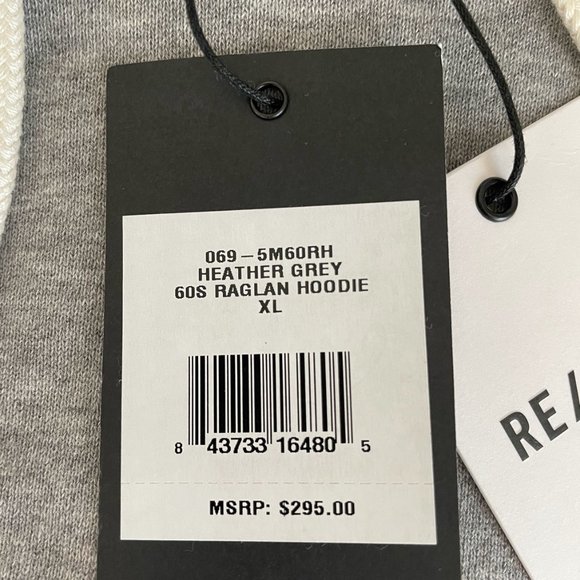 069-5M60RH
HEATHER GREY
60S RAGLAN HOODIE
XL
8 43733 16480 5
MSRP: $295.00
RE/